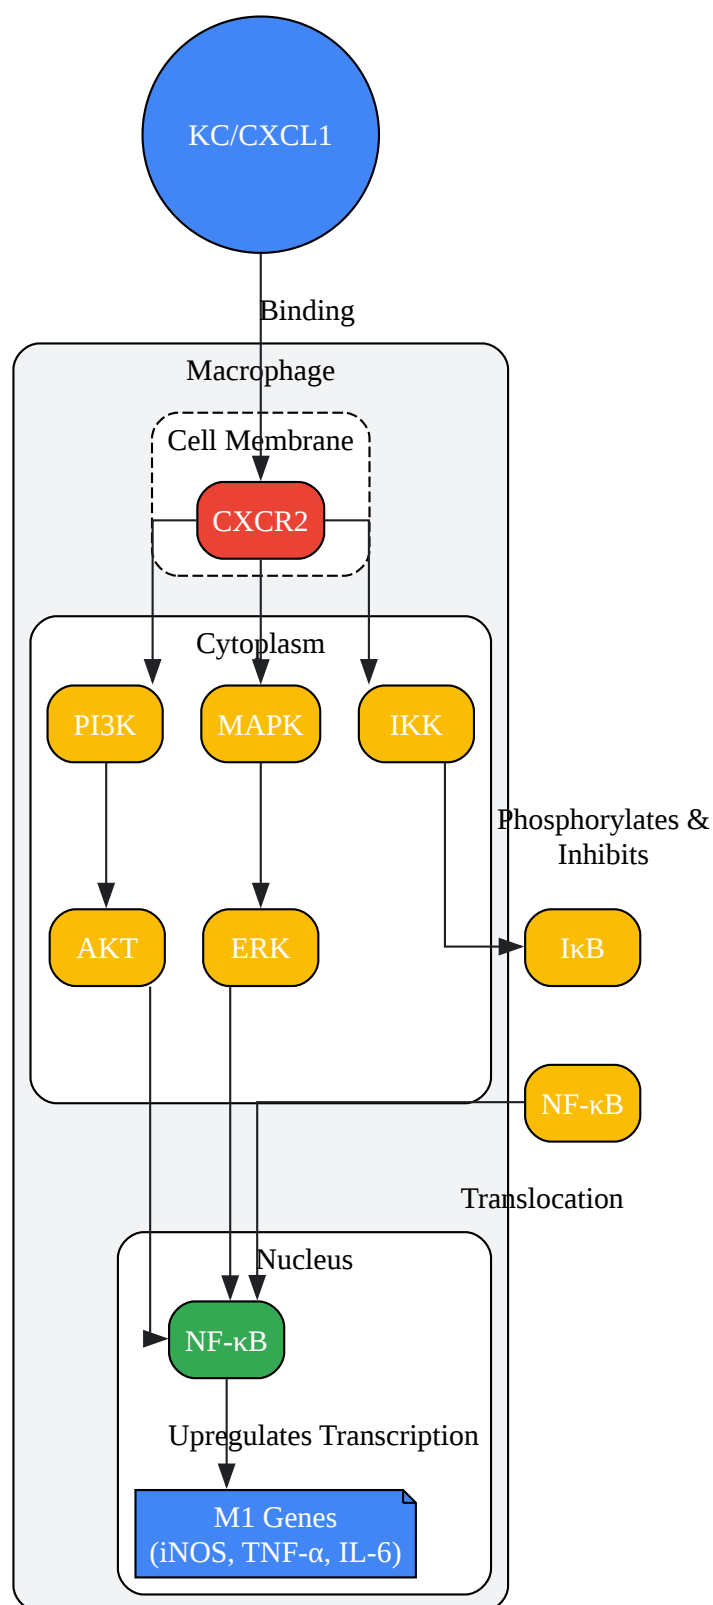 KC/CXCL1
Binding
Macrophage
Cell Membrane
CXCR2
Cytoplasm
PI3K
MAPK
IKK
Phosphorylates &
Inhibits
AKT
ERK
IκB
NF-κB
Translocation
Nucleus
NF-κB
Upregulates Transcription
M1 Genes
(iNOS, TNF-α, IL-6)